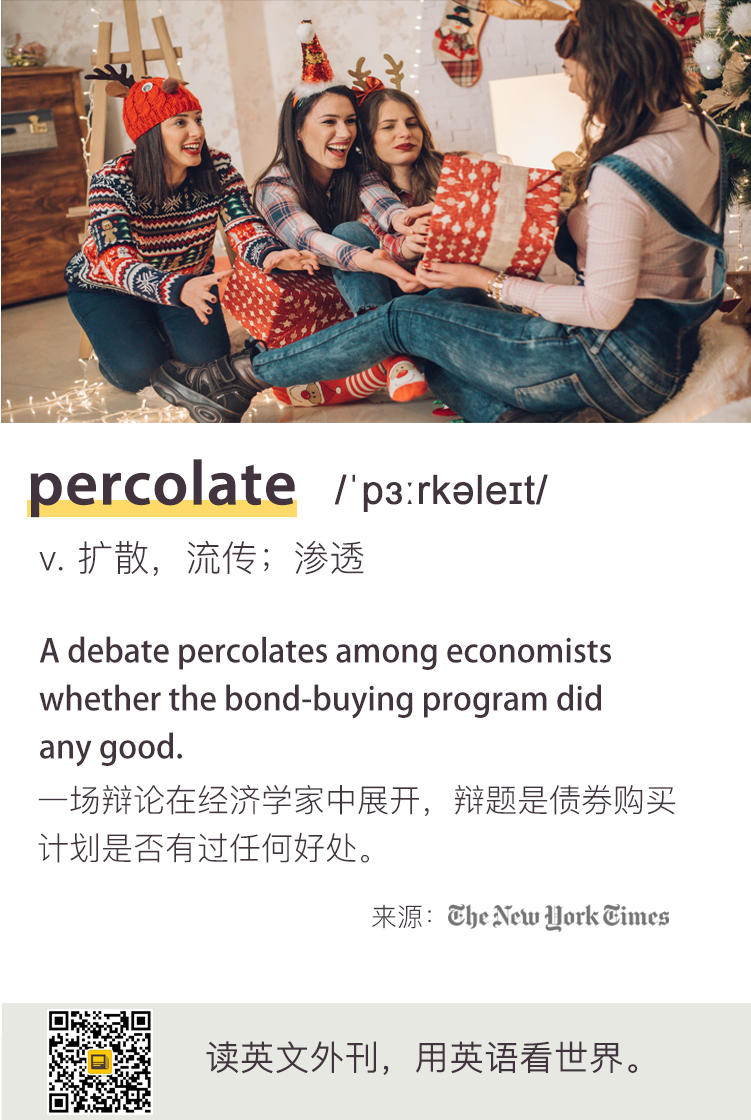 percolate /ˈpɜːrkəleɪt/
v. 扩散，流传；渗透
A debate percolates among economists
whether the bond-buying program did
any good.
一场辩论在经济学家中展开，辩题是债券购买
计划是否有过任何好处。
来源：The New York Times
读英文外刊，用英语看世界。